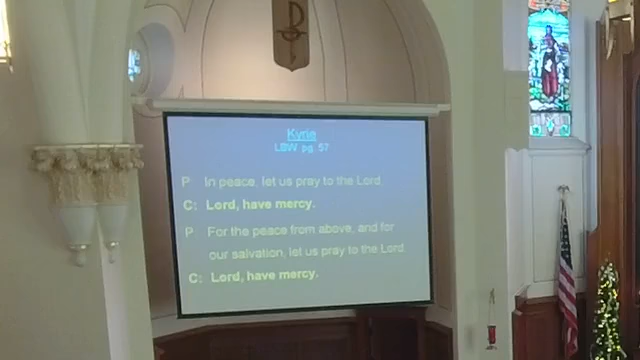 Kyrie
LBW pg. 57
P In peace, let us pray to the Lord.
C: Lord, have mercy.
P For the peace from above, and for
our salvation, let us pray to the Lord.
C: Lord, have mercy.